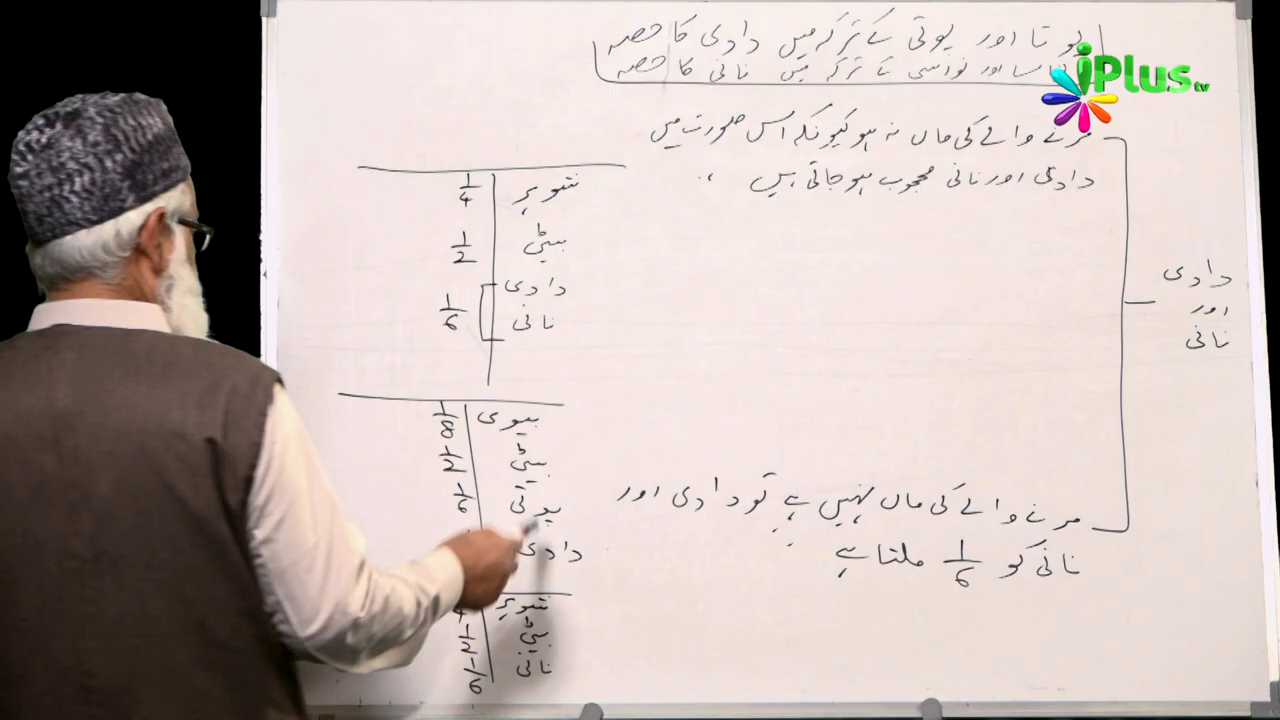 پوتا اور پوتی کے ترکہ میں دادی کا حصہ
اور نواسی کے ترکہ میں نانی کا حصہ
iPlus tv
مرنے والے کی ماں نہ ہو کیونکہ اس صورت میں
دادی اور نانی محجوب ہو جاتی ہیں
دادی
اور
نانی
مرنے والے کی ماں نہیں ہے تو دادی اور
نانی کو 1/6 ملتا ہے
شوہر 1/4
بیٹی 1/2
دادی
نانی 1/6
بیوی 1/8
بیٹی 1/2
پوتی 1/6
دادی
شوہر
بیٹی 1/2
نانی 1/6